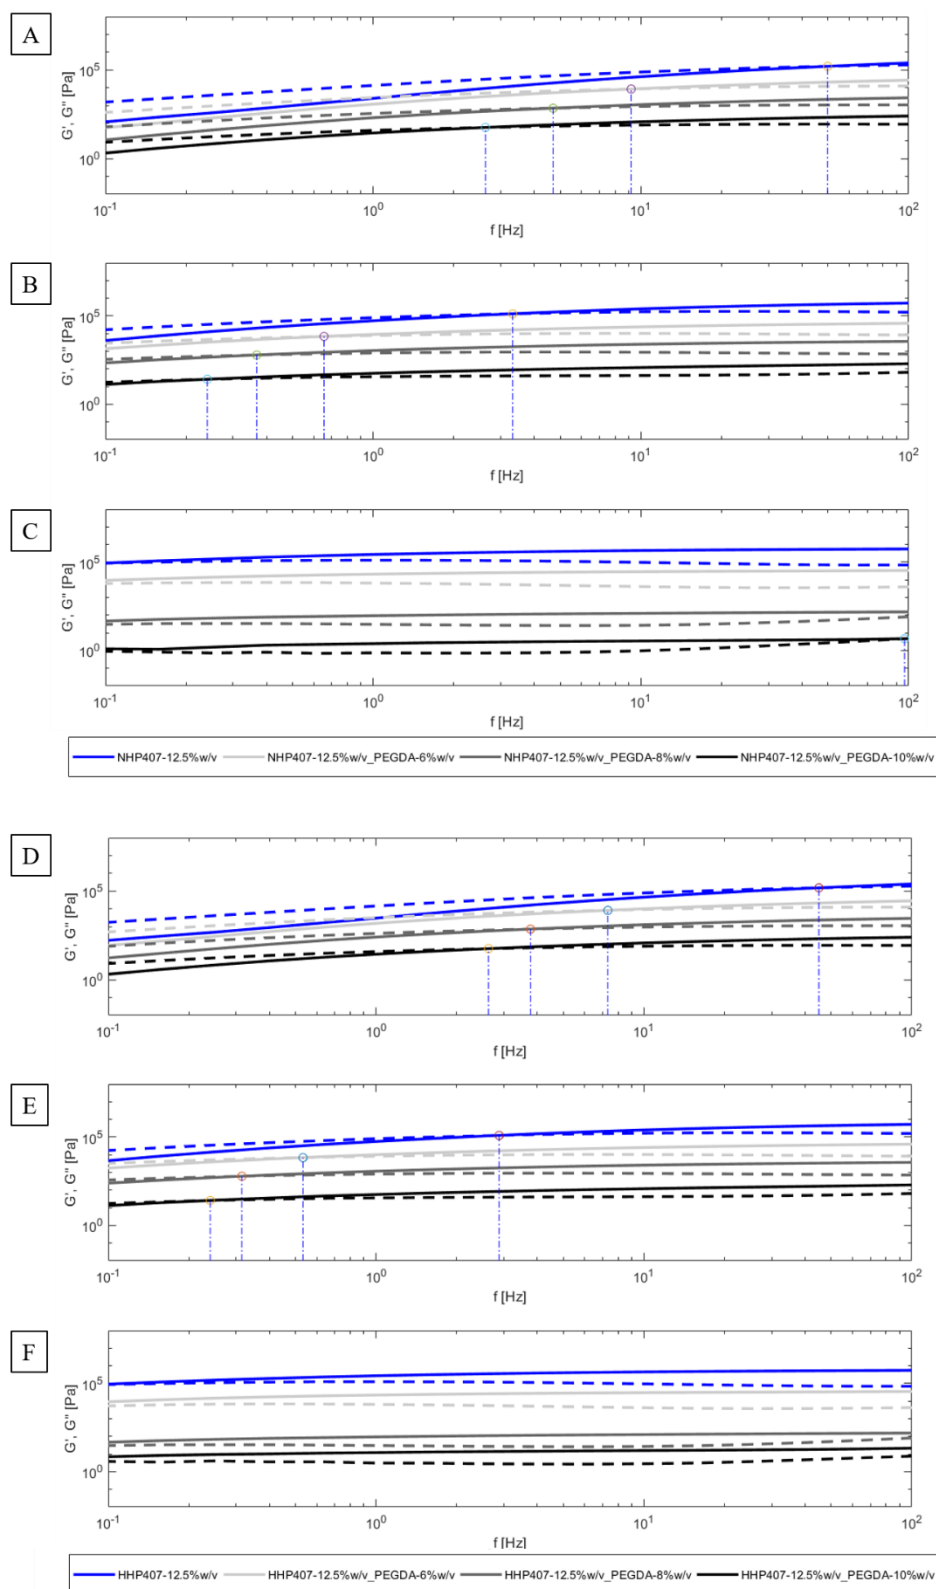 A
G', G'' [Pa]
10^5
10^0
10^-1 10^0 10^1 10^2
f [Hz]
B
G', G'' [Pa]
10^5
10^0
10^-1 10^0 10^1 10^2
f [Hz]
C
G', G'' [Pa]
10^5
10^0
10^-1 10^0 10^1 10^2
f [Hz]
NHP407-12.5%w/v NHP407-12.5%w/v_PEGDA-6%w/v NHP407-12.5%w/v_PEGDA-8%w/v NHP407-12.5%w/v_PEGDA-10%w/v
D
G', G'' [Pa]
10^5
10^0
10^-1 10^0 10^1 10^2
f [Hz]
E
G', G'' [Pa]
10^5
10^0
10^-1 10^0 10^1 10^2
f [Hz]
F
G', G'' [Pa]
10^5
10^0
10^-1 10^0 10^1 10^2
f [Hz]
HHP407-12.5%w/v HHP407-12.5%w/v_PEGDA-6%w/v HHP407-12.5%w/v_PEGDA-8%w/v HHP407-12.5%w/v_PEGDA-10%w/v